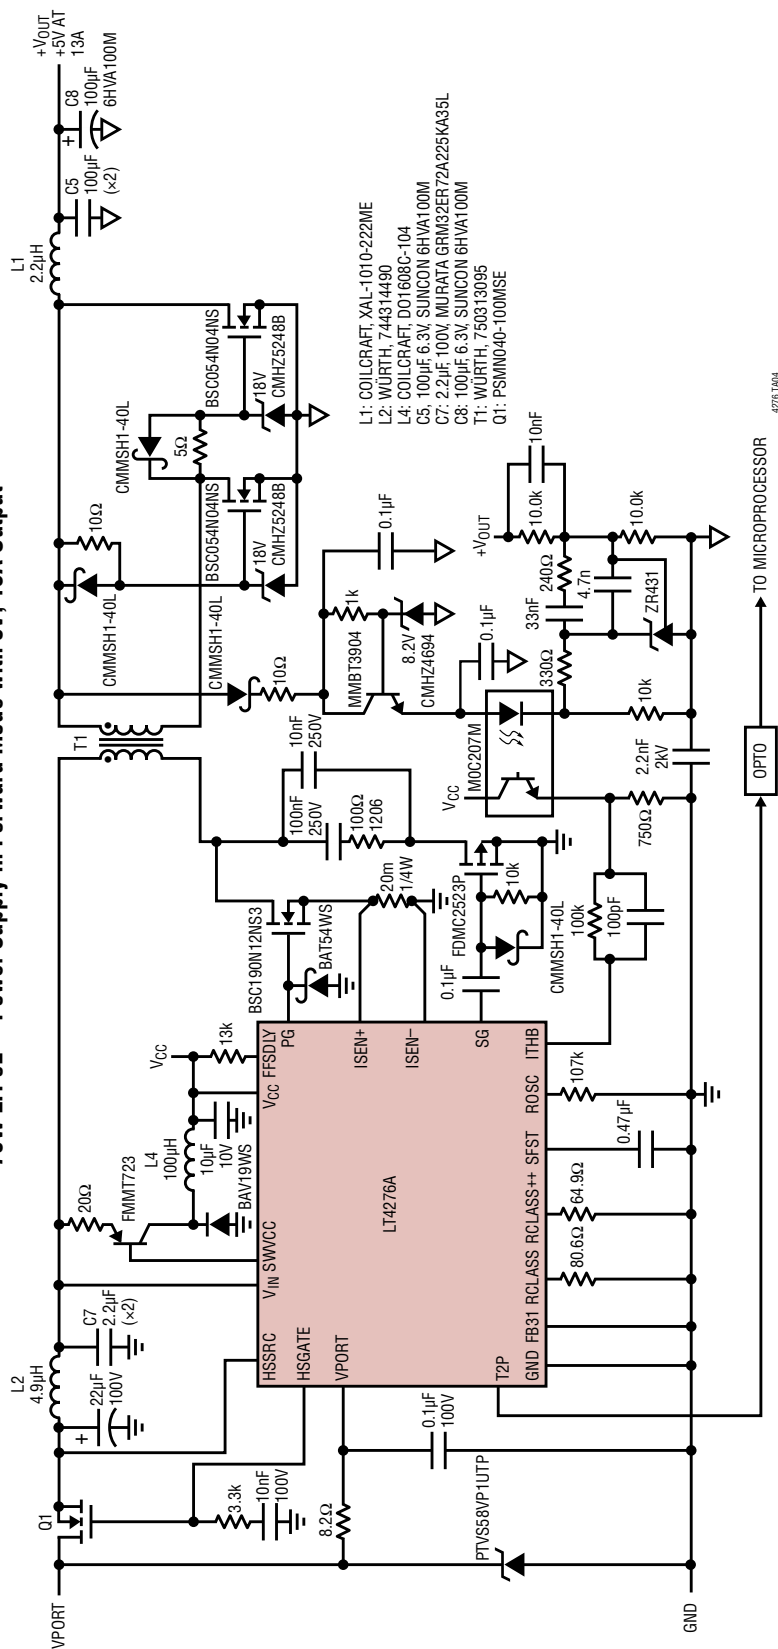 70W LTPoE++ Power Supply in Forward Mode with 5V, 13A Output
VPORT
Q1
L2
4.9µH
+
22µF
100V
C7
2.2µF
(×2)
3.3k
10nF
100V
8.2Ω
PTVS58VP1UTP
0.1µF
100V
GND
20Ω
FMMT723
L4
100µH
10µF
10V
BAV19WS
VCC
13k
HSSRC
HSGATE
VPORT
T2P
VIN
SWVCC
VCC
FFSDLY
PG
ISEN+
ISEN–
SG
ITHB
LT4276A
GND
FB31
RCLASS
RCLASS++
SFST
ROSC
80.6Ω
64.9Ω
0.47µF
107k
BSC190N12NS3
BAT54WS
20m
1/4W
0.1µF
FDMC2523P
10k
CMMSH1-40L
100k
100pF
100nF
250V
10nF
250V
100Ω
1206
T1
VCC
MOC207M
750Ω
2.2nF
2kV
10k
330Ω
33nF
240Ω
4.7n
ZR431
+VOUT
10.0k
10nF
10.0k
0.1µF
MMBT3904
1k
8.2V
CMHZ4694
0.1µF
10Ω
CMMSH1-40L
CMMSH1-40L
10Ω
BSC054N04NS
18V
CMHZ5248B
CMMSH1-40L
5Ω
BSC054N04NS
18V
CMHZ5248B
L1
2.2µH
C5
100µF
(×2)
+
C8
100µF
6HVA100M
+VOUT
+5V AT
13A
L1: COILCRAFT, XAL-1010-222ME
L2: WÜRTH, 744314490
L4: COILCRAFT, DO1608C-104
C5, 100µF, 6.3V, SUNCON 6HVA100M
C7: 2.2µF, 100V, MURATA GRM32ER72A225KA35L
C8: 100µF, 6.3V, SUNCON 6HVA100M
T1: WÜRTH, 750313095
Q1: PSMN040-100MSE
OPTO
TO MICROPROCESSOR
4276 TA04